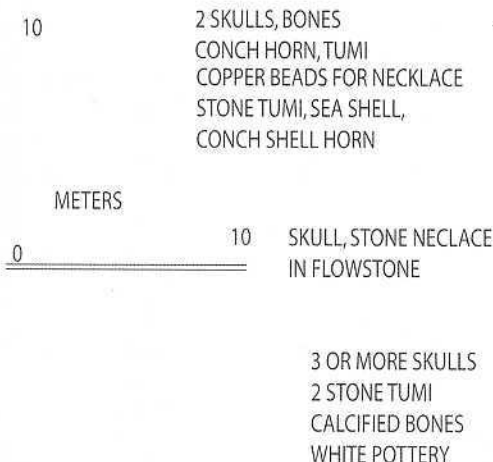 10
2 SKULLS, BONES
CONCH HORN, TUMI
COPPER BEADS FOR NECKLACE
STONE TUMI, SEA SHELL,
CONCH SHELL HORN
METERS
0 10
SKULL, STONE NECLACE
IN FLOWSTONE
3 OR MORE SKULLS
2 STONE TUMI
CALCIFIED BONES
WHITE POTTERY